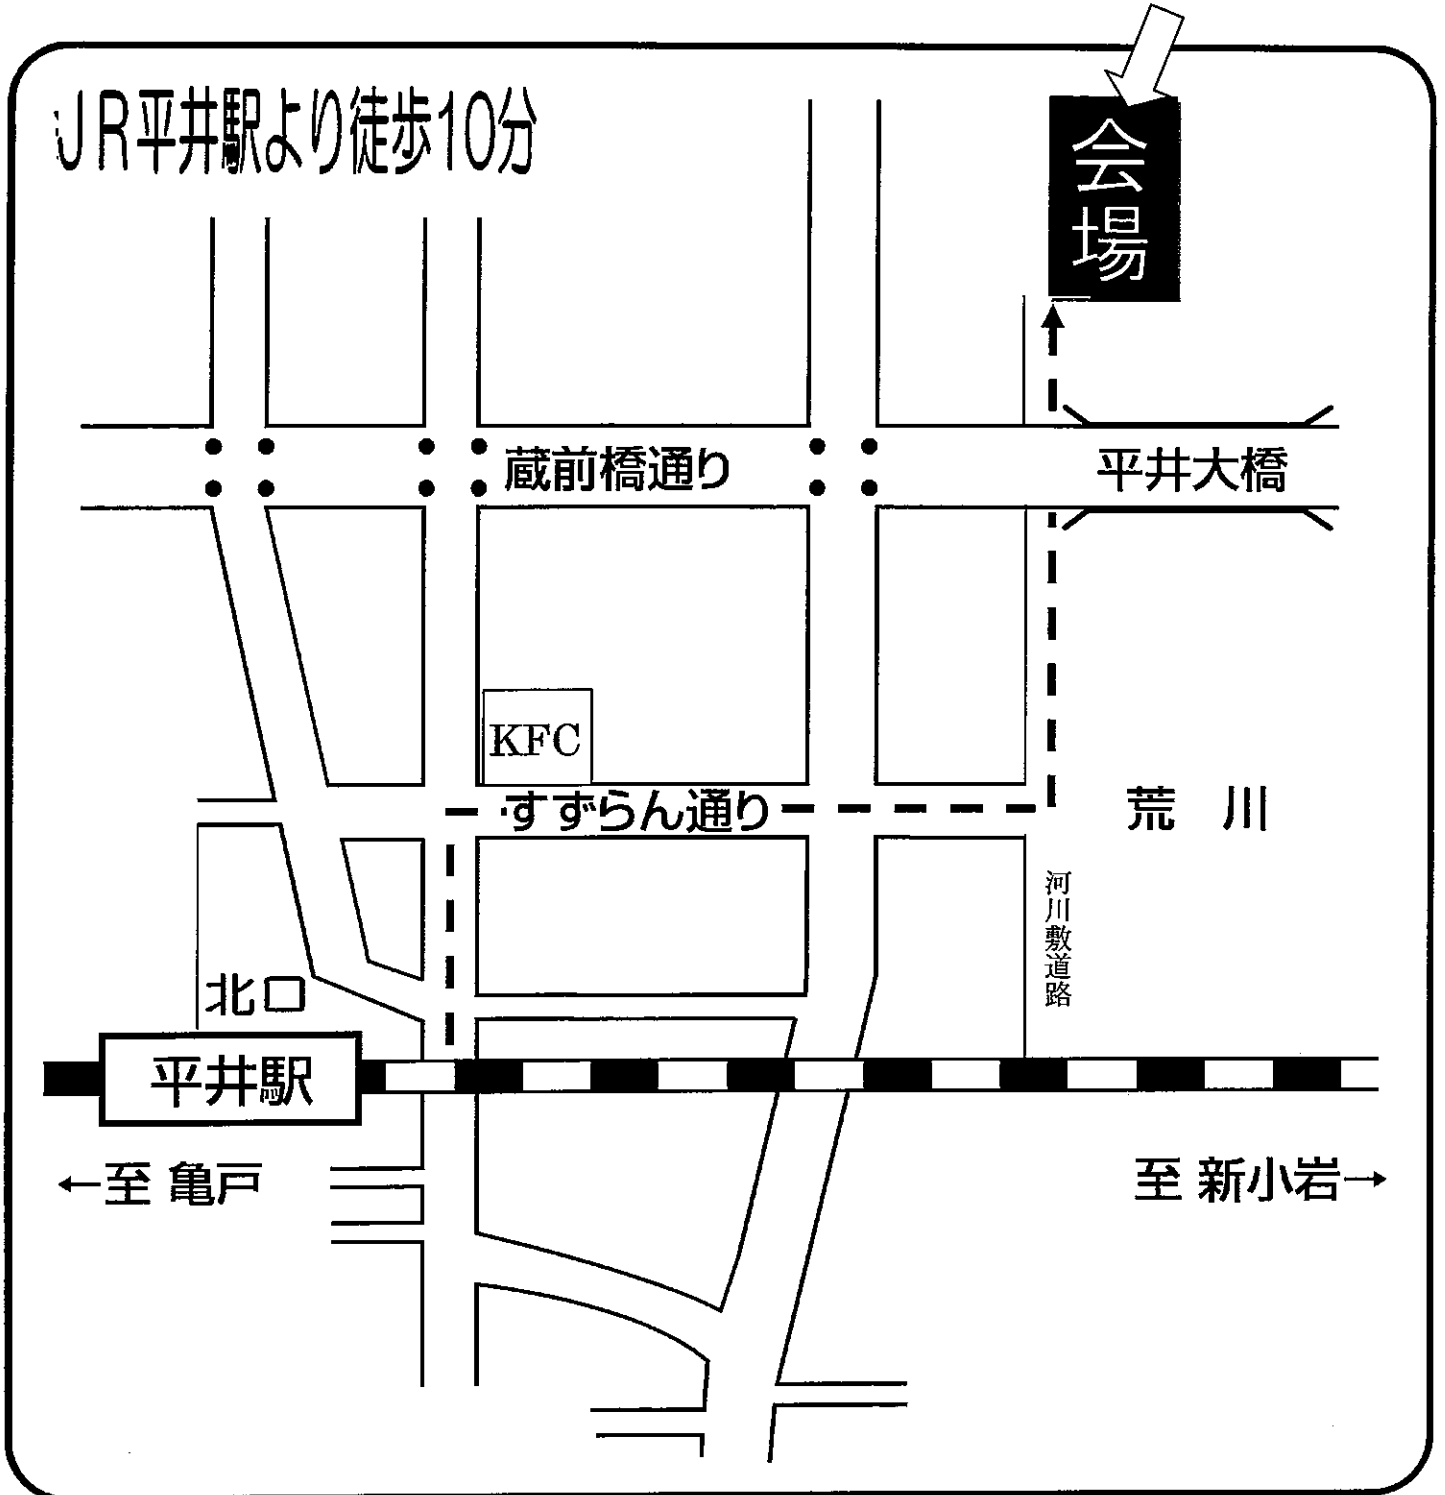 JR平井駅より徒歩10分
会場
蔵前橋通り
平井大橋
KFC
すずらん通り
荒川
河川敷道路
北口
平井駅
←至 亀戸
至 新小岩→